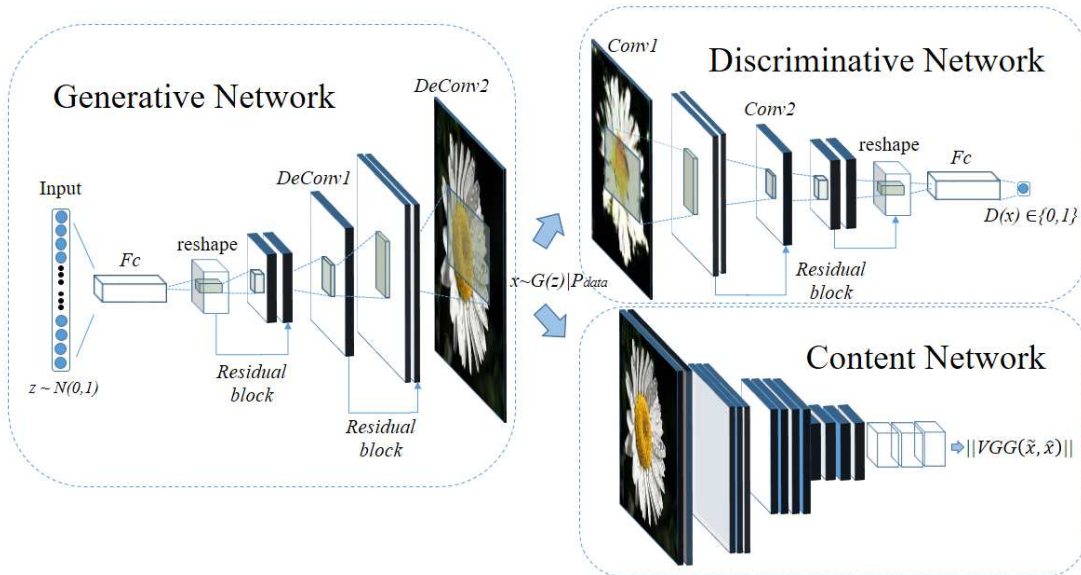 Generative Network
Input
Fc
reshape
DeConv1
DeConv2
Residual
block
Residual
block
z ~ N(0,1)
x~G(z)|Pdata
Discriminative Network
Conv1
Conv2
reshape
Fc
D(x) ∈{0,1}
Residual
block
Content Network
||VGG(x̃, x̂)||